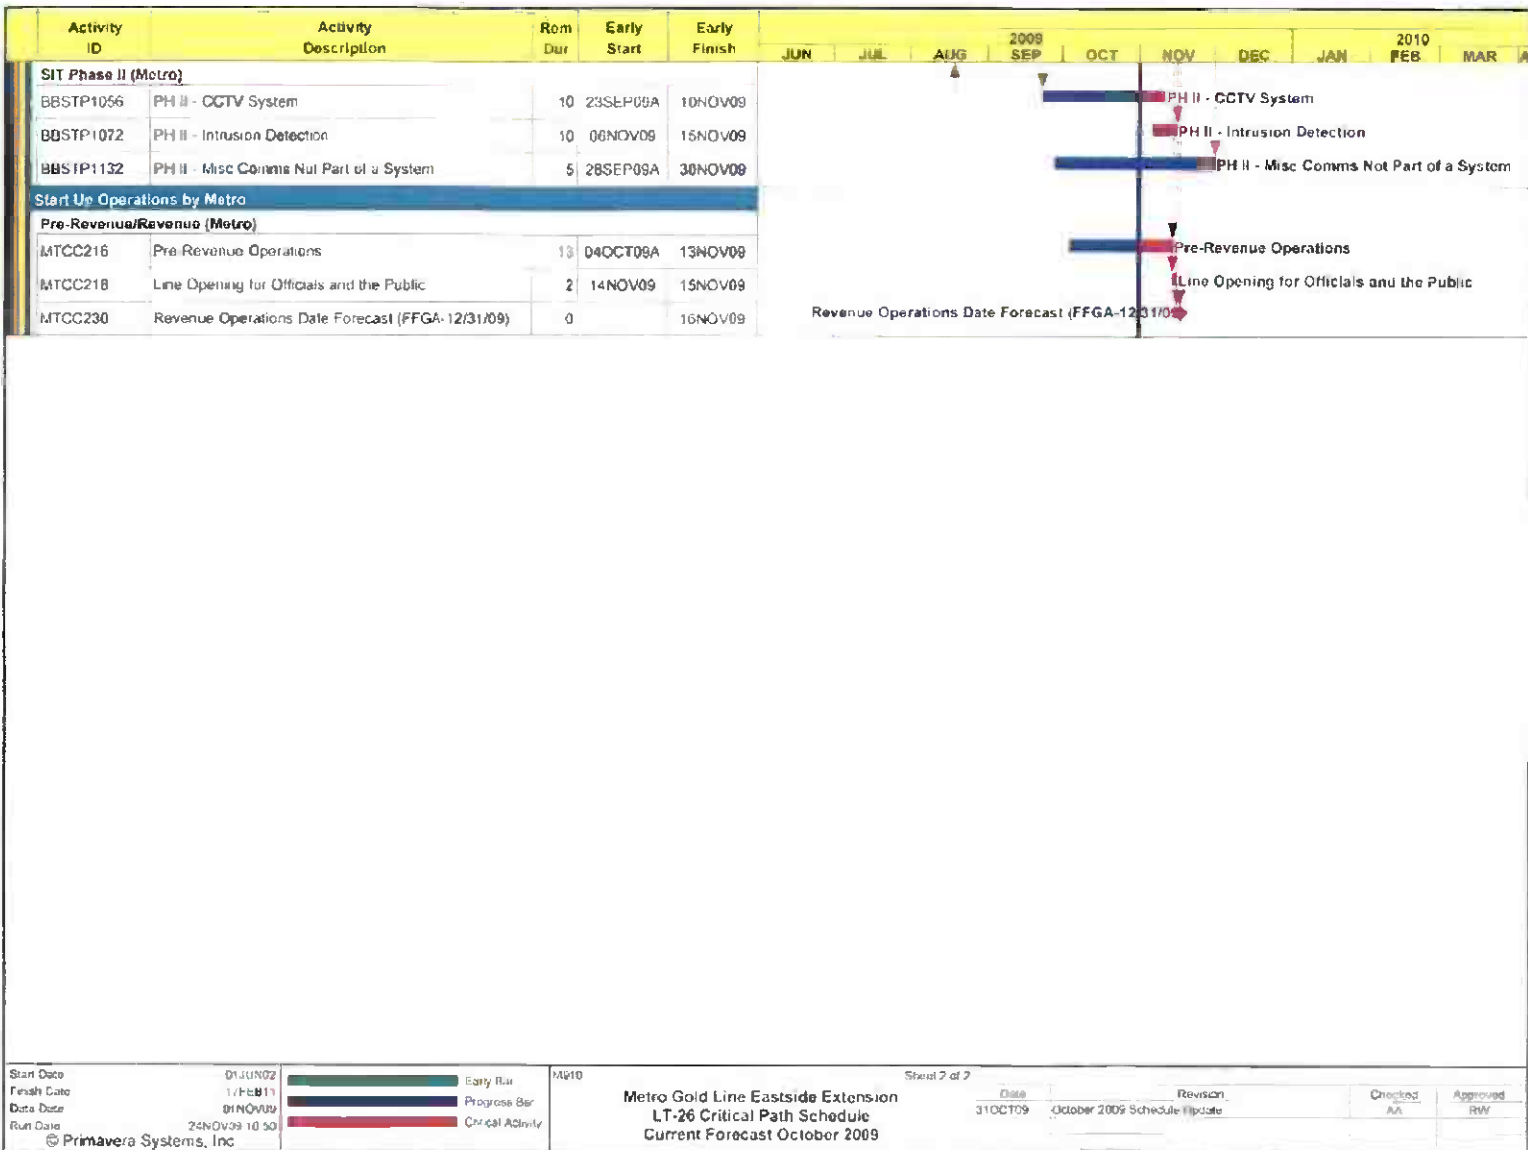 Activity ID Activity Description Rem Dur Early Start Early Finish
2009 2010
JUN JUL AUG SEP OCT NOV DEC JAN FEB MAR A
SIT Phase II (Metro)
BBSTP1056 PH II - CCTV System 10 23SEP09A 10NOV09 PH II - CCTV System
BBSTP1072 PH II - Intrusion Detection 10 06NOV09 15NOV09 PH II - Intrusion Detection
BBSTP1132 PH II - Misc Comms Not Part of a System 5 28SEP09A 30NOV09 PH II - Misc Comms Not Part of a System
Start Up Operations by Metro
Pre-Revenue/Revenue (Metro)
MTCC216 Pre-Revenue Operations 13 04OCT09A 13NOV09 Pre-Revenue Operations
MTCC218 Line Opening for Officials and the Public 2 14NOV09 15NOV09 Line Opening for Officials and the Public
MTCC230 Revenue Operations Date Forecast (FFGA-12/31/09) 0 16NOV09 Revenue Operations Date Forecast (FFGA-12/31/09)
Start Date 01JUN02
Finish Date 17FEB11
Data Date 01NOV09
Run Date 24NOV09 10:50
© Primavera Systems, Inc
Early Bar
Progress Bar
Critical Activity
M910
Sheet 2 of 2
Metro Gold Line Eastside Extension
LT-26 Critical Path Schedule
Current Forecast October 2009
Date Revision Checked Approved
31OCT09 October 2009 Schedule Update AA RW